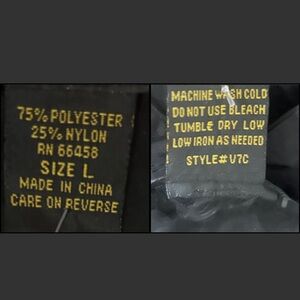 75% POLYESTER
25% NYLON
RN 66458
SIZE L
MADE IN CHINA
CARE ON REVERSE
MACHINE WASH COLD
DO NOT USE BLEACH
TUMBLE DRY LOW
LOW IRON AS NEEDED
STYLE# V7C